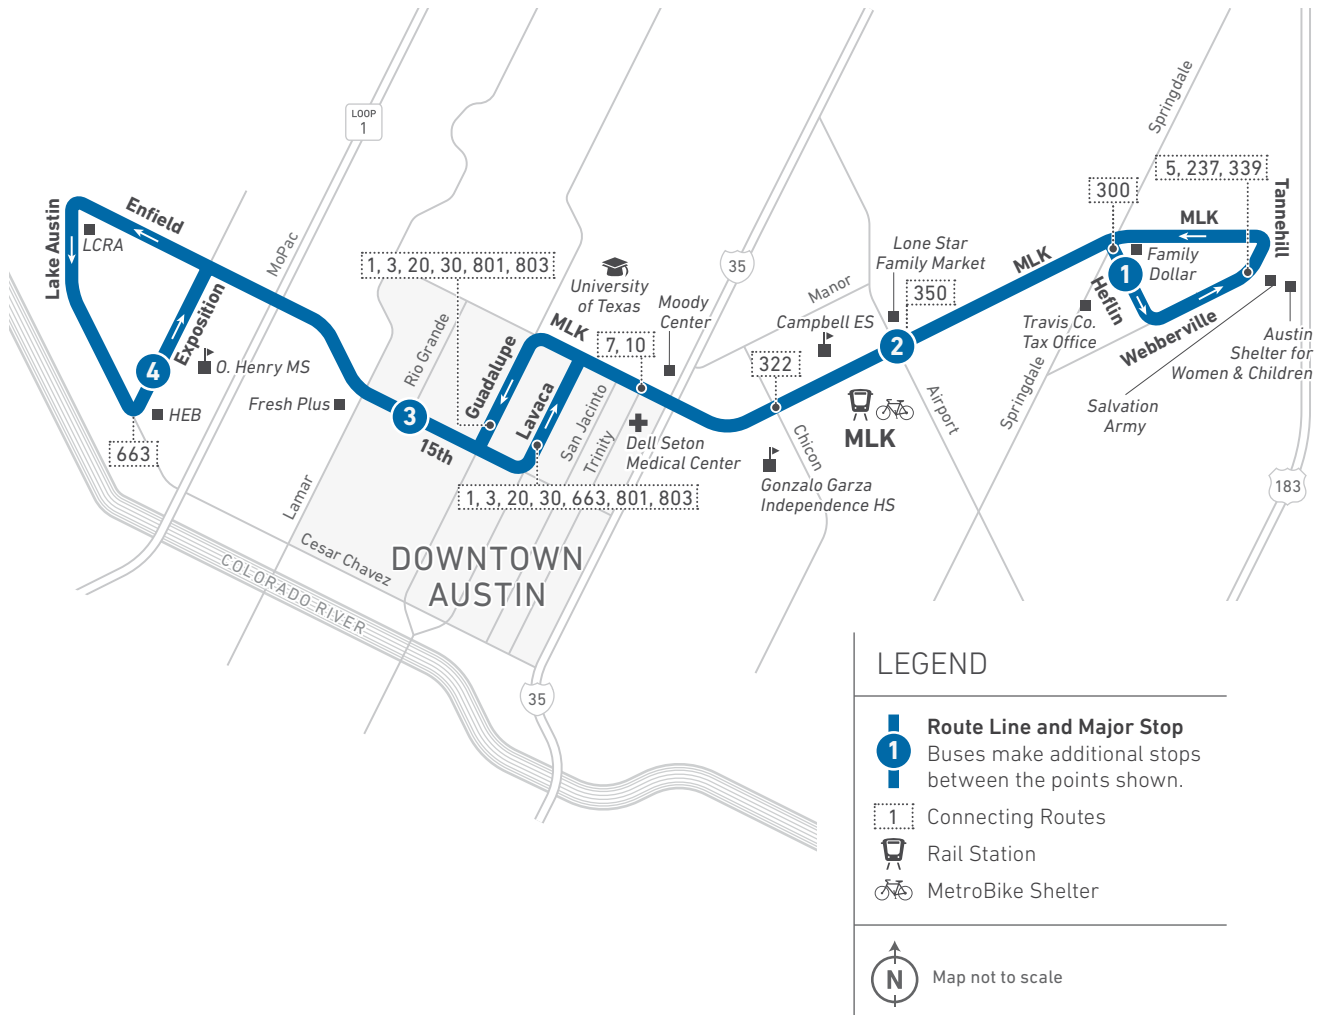 LOOP
1
Springdale
5, 237, 339
300
Tannehill
MLK
Lake Austin
Enfield
LCRA
MoPac
1, 3, 20, 30, 801, 803
University
of Texas
35
Lone Star
Family Market
MLK
Family
Dollar
1
Heflin
Manor
350
Moody
Center
MLK
Campbell ES
Travis Co.
Tax Office
Webberville
Austin
Shelter for
Women & Children
Exposition
Rio Grande
Guadalupe
7, 10
2
322
4
O. Henry MS
Fresh Plus
HEB
3
15th
Lavaca
San Jacinto
Trinity
MLK
Airport
Springdale
Salvation
Army
663
Dell Seton
Medical Center
Chicon
Gonzalo Garza
Independence HS
183
Lamar
1, 3, 20, 30, 663, 801, 803
Cesar Chavez
DOWNTOWN
AUSTIN
COLORADO RIVER
35
LEGEND
1
Route Line and Major Stop
Buses make additional stops
between the points shown.
1
Connecting Routes
Rail Station
MetroBike Shelter
N
Map not to scale